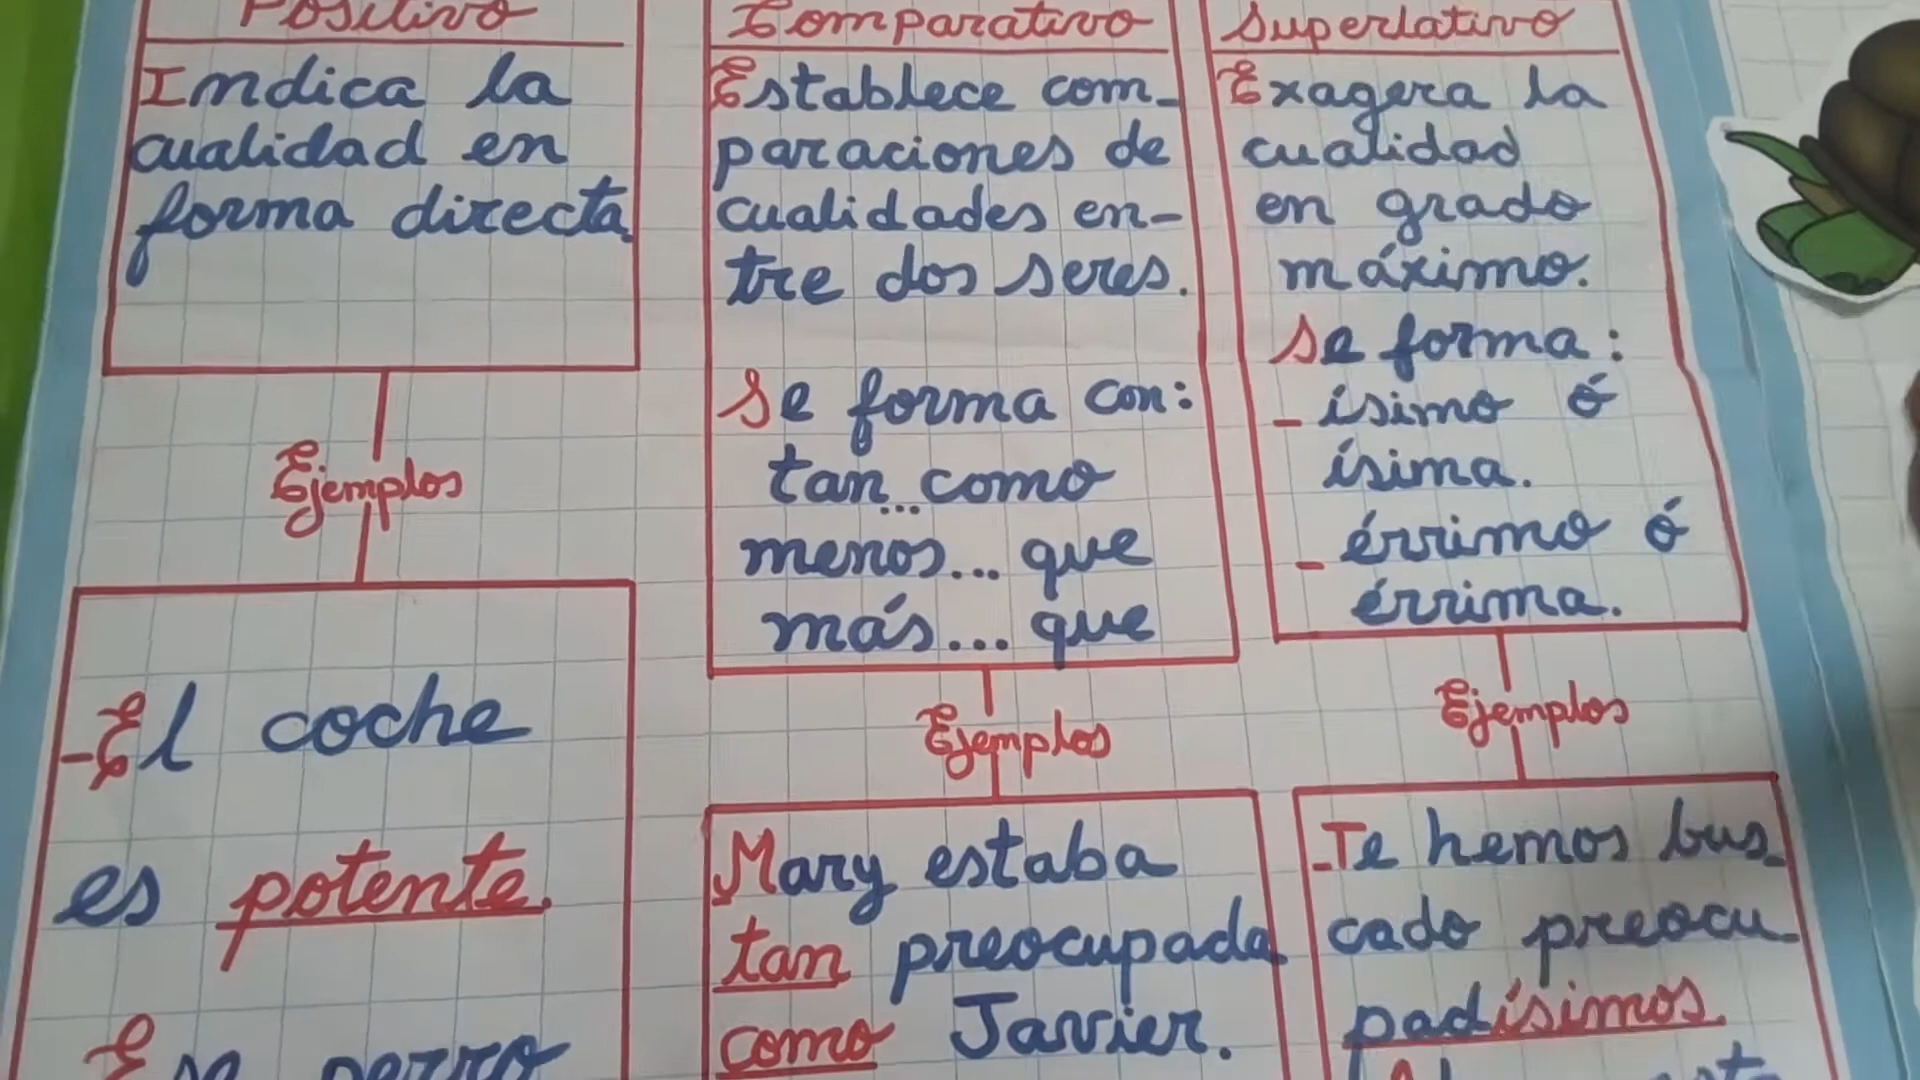 Positivo
Indica la
cualidad en
forma directa
Ejemplos
-El coche
es potente.
Ese perro
Comparativo
Establece com-
paraciones de
cualidades en-
tre dos seres.
Se forma con:
tan...como
menos... que
más... que
Ejemplos
Mary estaba
tan preocupada
como Javier.
Superlativo
Exagera la
cualidad
en grado
máximo.
Se forma:
- ísimo ó
ísima.
- érrimo ó
érrima.
Ejemplos
-Te hemos bus-
cado preocu-
padísimos.